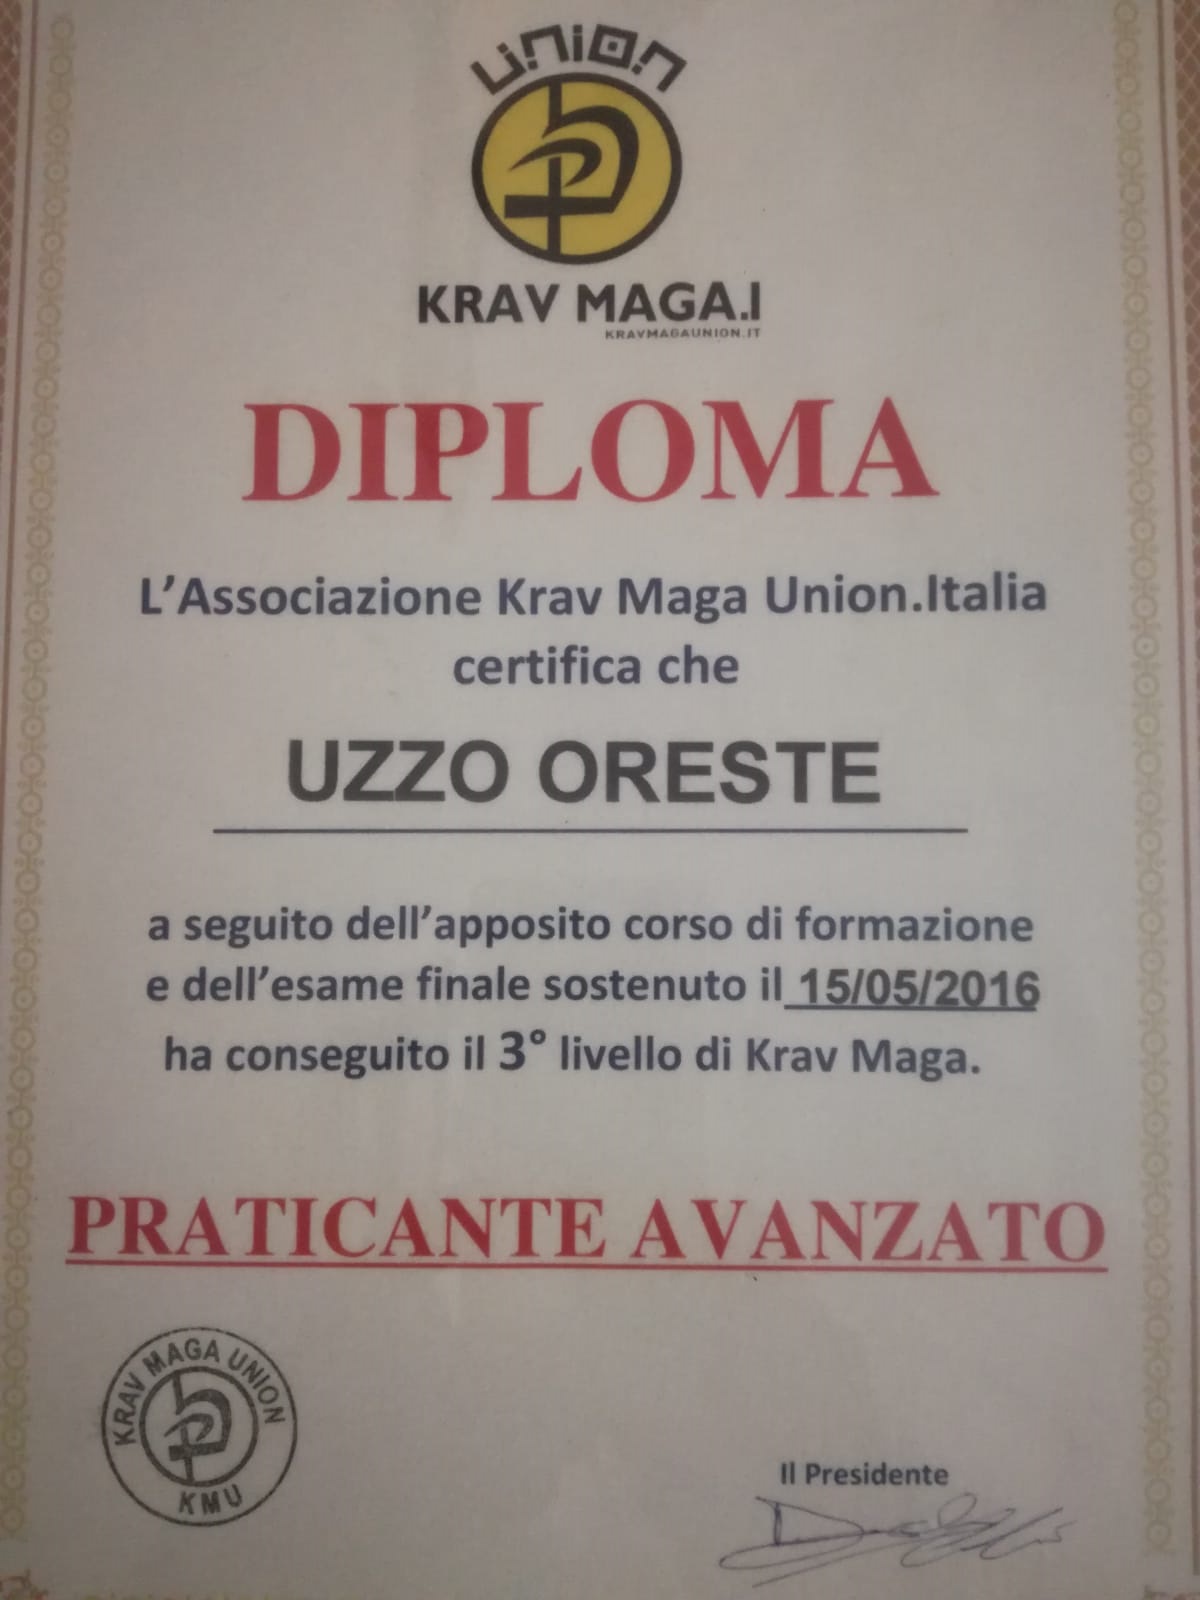 union
KRAV MAGA.I
KRAVMAGAUNION.IT
DIPLOMA
L'Associazione Krav Maga Union.Italia
certifica che
UZZO ORESTE
a seguito dell'apposito corso di formazione
e dell'esame finale sostenuto il 15/05/2016
ha conseguito il 3° livello di Krav Maga.
PRATICANTE AVANZATO
KRAV MAGA UNION
KMU
Il Presidente